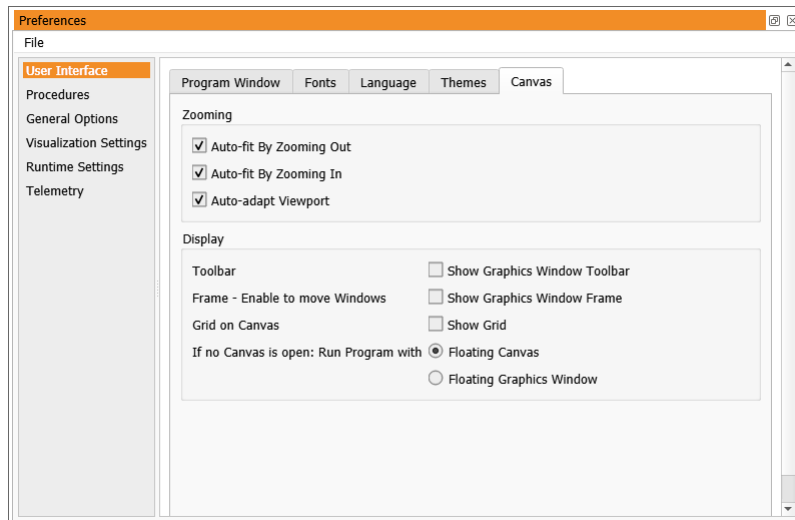 Preferences
File
User Interface
Procedures
General Options
Visualization Settings
Runtime Settings
Telemetry
Program Window Fonts Language Themes Canvas
Zooming
Auto-fit By Zooming Out
Auto-fit By Zooming In
Auto-adapt Viewport
Display
Toolbar Show Graphics Window Toolbar
Frame - Enable to move Windows Show Graphics Window Frame
Grid on Canvas Show Grid
If no Canvas is open: Run Program with Floating Canvas
Floating Graphics Window